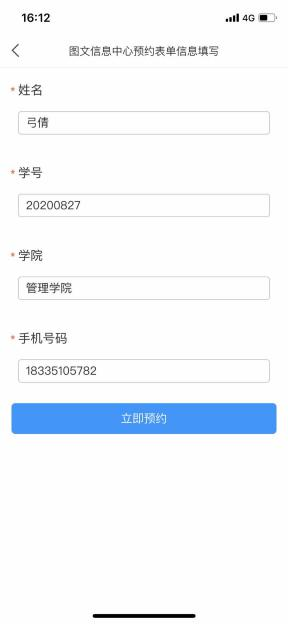 16:12
4G
图文信息中心预约表单信息填写
* 姓名
弓倩
* 学号
20200827
* 学院
管理学院
* 手机号码
18335105782
立即预约